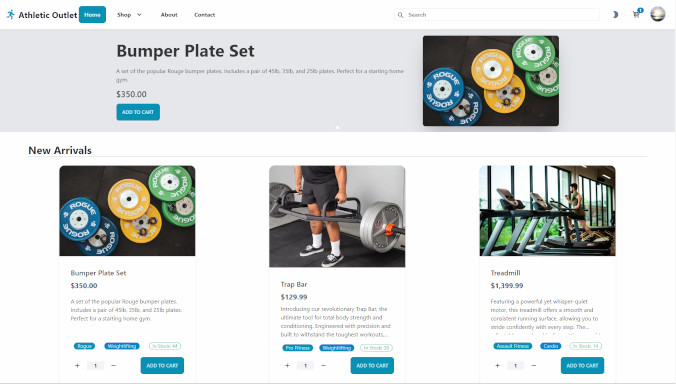 Athletic Outlet Home Shop About Contact Search 1
Bumper Plate Set
A set of the popular Rouge bumper plates. Includes a pair of 45lb, 35lb, and 25lb plates. Perfect for a starting home
gym.
$350.00
ADD TO CART
New Arrivals
Bumper Plate Set
$350.00
A set of the popular Rouge bumper plates.
Includes a pair of 45lb, 35lb, and 25lb plates.
Perfect for a starting home gym.
Rogue Weightlifting In Stock 44
+ 1 − ADD TO CART
Trap Bar
$129.99
Introducing our revolutionary Trap Bar, the
ultimate tool for total body strength and
conditioning. Engineered with precision and
built to withstand the toughest workouts,
Pro Fitness Weightlifting In Stock
+ 1 − ADD TO CART
Treadmill
$1,399.99
Featuring a powerful yet whisper-quiet
motor, this treadmill offers a smooth and
consistent running surface, allowing you to
stride confidently with every step. The
Assault Fitness Cardio In Stock 14
+ 1 − ADD TO CART
ROGUE
ROGUE
ROGUE
ROGUE